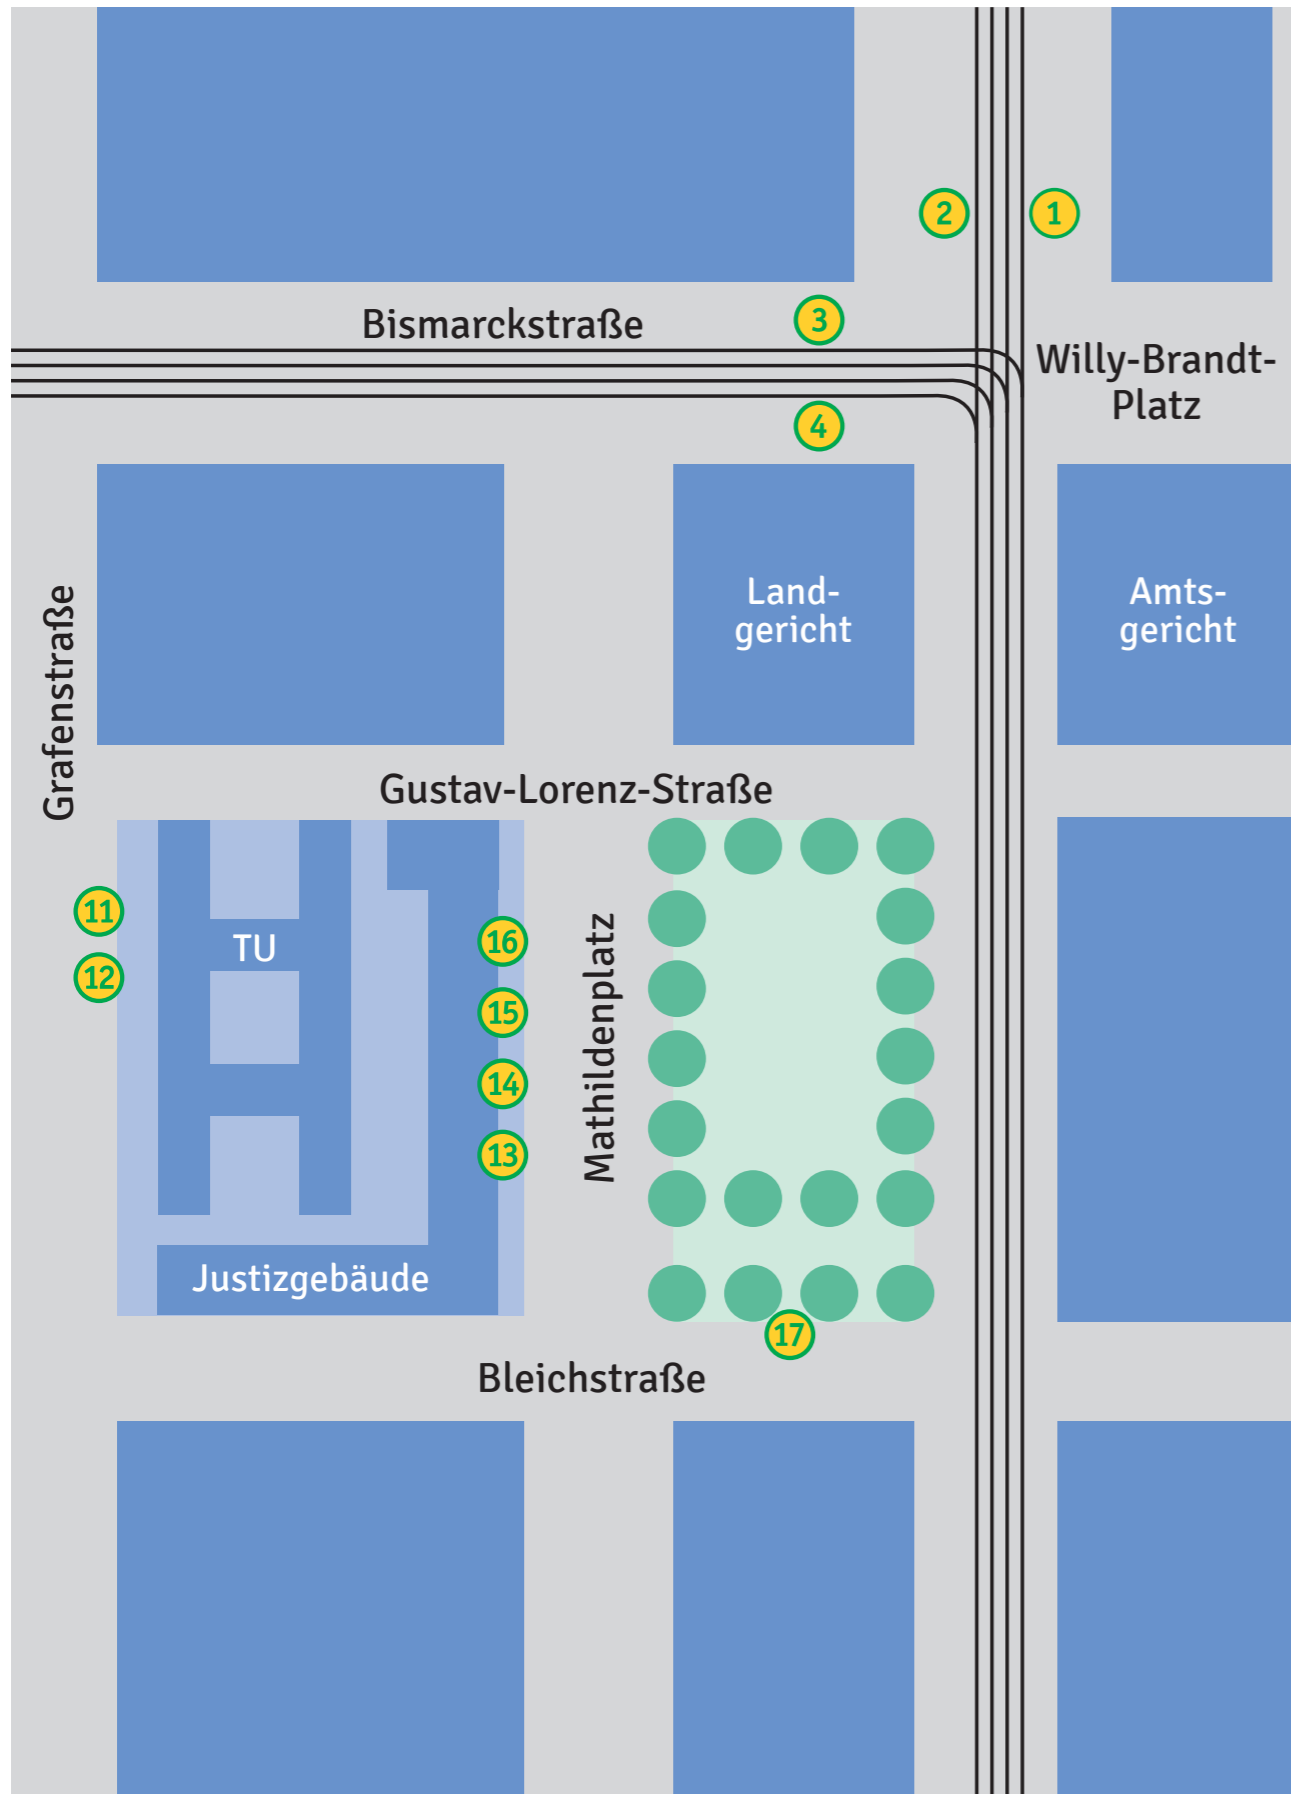 2
1
3
Bismarckstraße
Willy-Brandt-
Platz
4
Land-
gericht
Amts-
gericht
Grafenstraße
Gustav-Lorenz-Straße
11
12
TU
16
15
14
13
Mathildenplatz
Justizgebäude
17
Bleichstraße